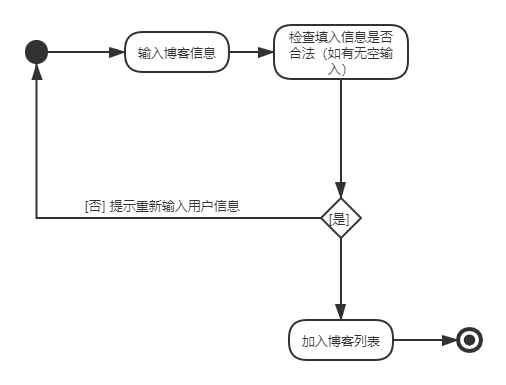 输入博客信息
检查填入信息是否
合法（如有无空输
入）
[否] 提示重新输入用户信息
[是]
加入博客列表